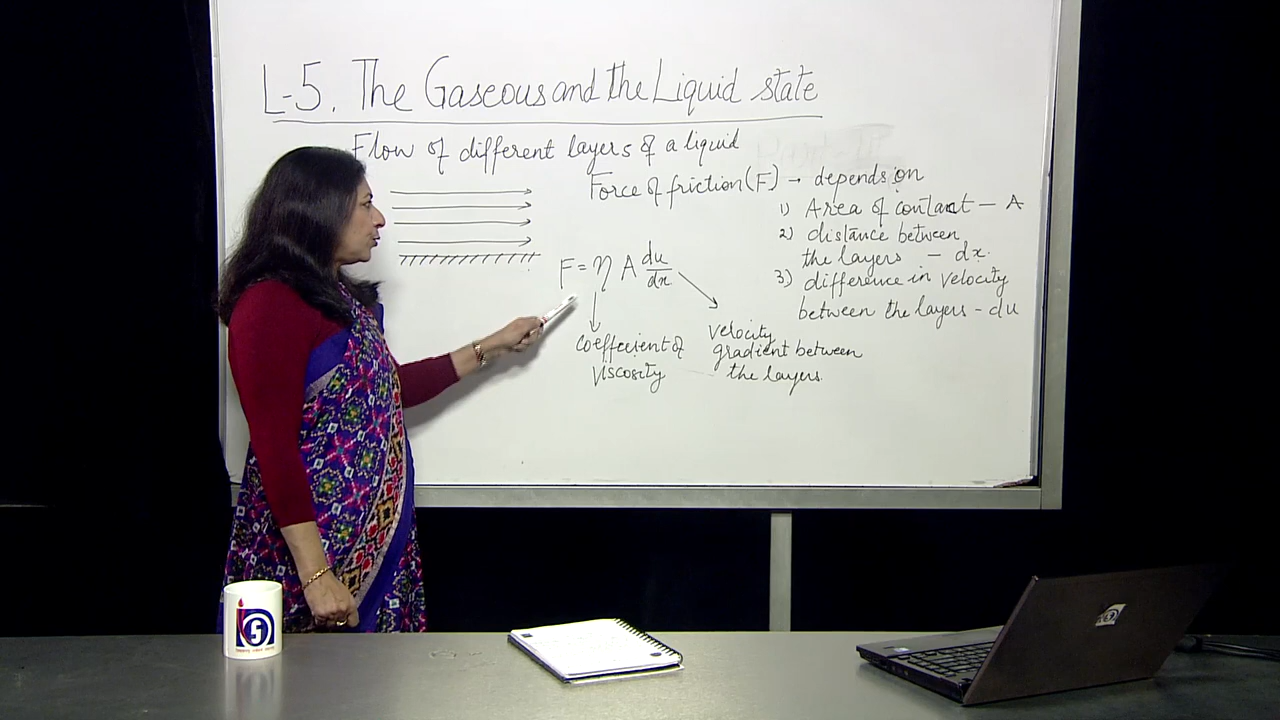 L-5. The Gaseous and the Liquid state
Flow of different layers of a liquid
Force of friction (F) → depends on
1) Area of contact — A
2) distance between
the layers — dx.
3) difference in velocity
between the layers - du
F = η A du/dx
coefficient of
viscosity
velocity
gradient between
the layers.